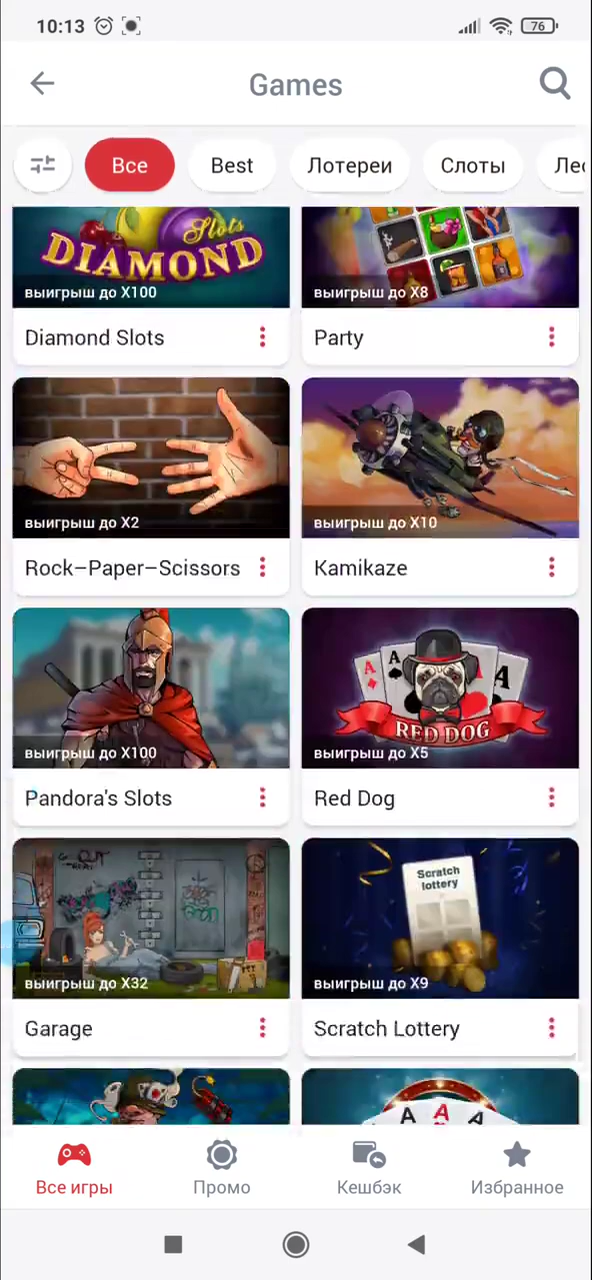 10:13
76
Games
Все
Best
Лотереи
Слоты
Slots
DIAMOND
выигрыш до X100
выигрыш до X8
Diamond Slots
Party
выигрыш до X2
выигрыш до X10
Rock–Paper–Scissors
Kamikaze
A
A
A
RED DOG
выигрыш до X100
выигрыш до X5
Pandora's Slots
Red Dog
Scratch
lottery
выигрыш до X32
выигрыш до X9
Garage
Scratch Lottery
A
A
A
Все игры
Промо
Кешбэк
Избранное